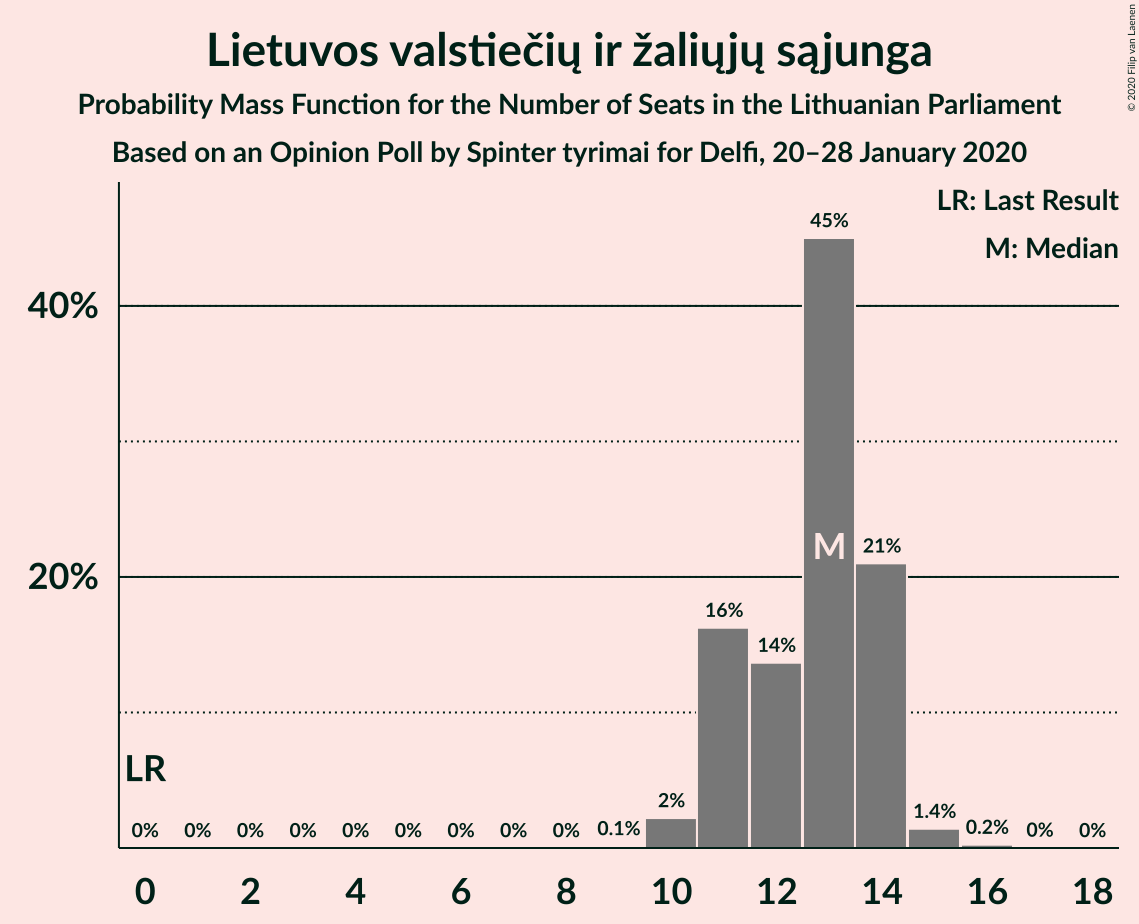 Lietuvos valstiečių ir žaliųjų sąjunga
Probability Mass Function for the Number of Seats in the Lithuanian Parliament
Based on an Opinion Poll by Spinter tyrimai for Delfi, 20–28 January 2020
© 2020 Filip van Laenen
LR: Last Result
M: Median
45%
40%
M
21%
20%
16%
14%
LR
0% 0% 0% 0% 0% 0% 0% 0% 0% 0.1% 2% 1.4% 0.2% 0% 0%
0 2 4 6 8 10 12 14 16 18